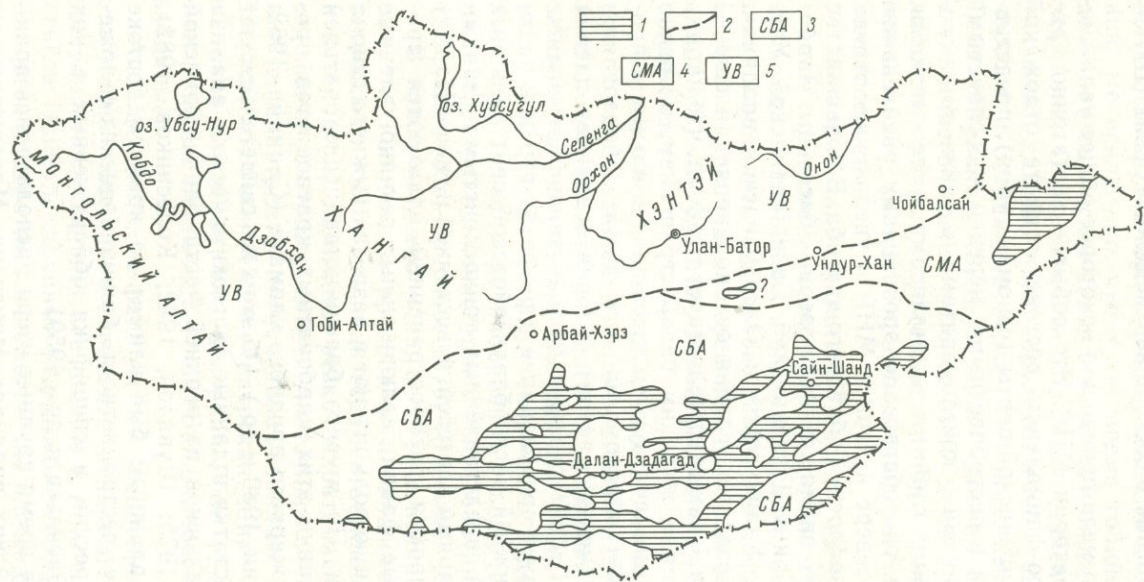 1 2 СБА 3
СМА 4 УВ 5
оз. Хубсугул
оз. Убсу-Нур
Селенга
Орхон
Онон
Кобдо
МОНГОЛЬСКИЙ АЛТАЙ
Дзабхан
ХАНГАЙ
ХЭНТЭЙ
УВ
УВ
УВ
Чойбалсан
Улан-Батор
Ундур-Хан
СМА
?
Гоби-Алтай
Арбай-Хэрэ
СБА
Сайн-Шанд
СБА
Далан-Дзадагад
СБА